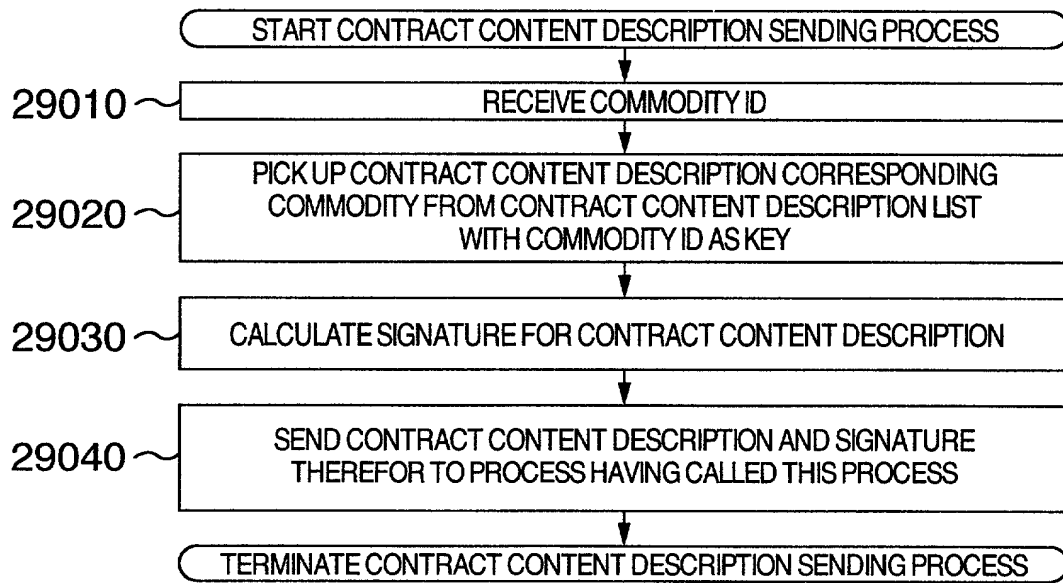 START CONTRACT CONTENT DESCRIPTION SENDING PROCESS
29010
RECEIVE COMMODITY ID
29020
PICK UP CONTRACT CONTENT DESCRIPTION CORRESPONDING
COMMODITY FROM CONTRACT CONTENT DESCRIPTION LIST
WITH COMMODITY ID AS KEY
29030
CALCULATE SIGNATURE FOR CONTRACT CONTENT DESCRIPTION
29040
SEND CONTRACT CONTENT DESCRIPTION AND SIGNATURE
THEREFOR TO PROCESS HAVING CALLED THIS PROCESS
TERMINATE CONTRACT CONTENT DESCRIPTION SENDING PROCESS